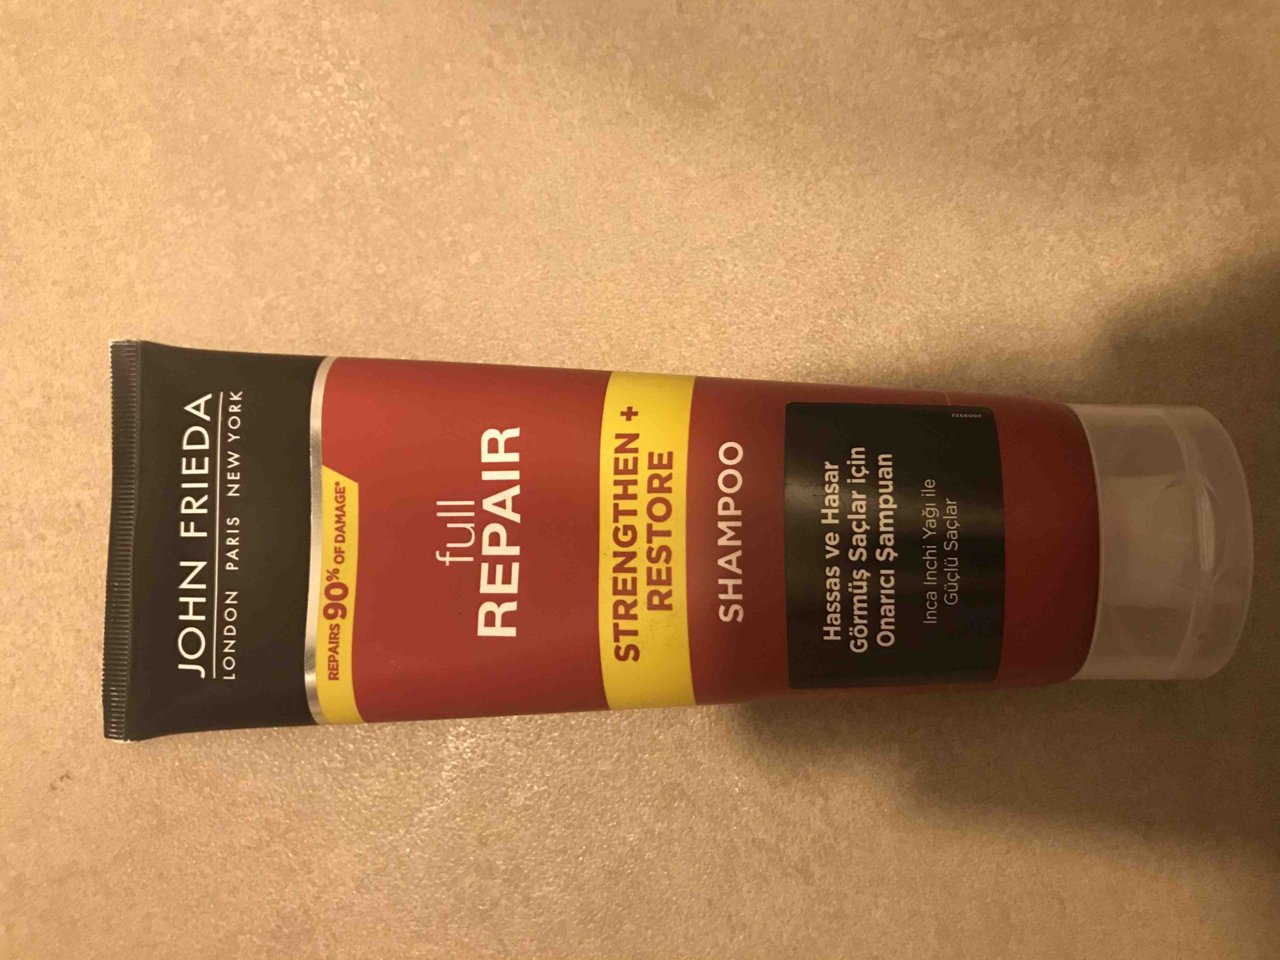 JOHN FRIEDA
LONDON PARIS NEW YORK
REPAIRS 90% OF DAMAGE*
full
REPAIR
STRENGTHEN +
RESTORE
SHAMPOO
Hassas ve Hasar
Görmüş Saçlar için
Onarıcı Şampuan
Inca Inchi Yağı ile
Güçlü Saçlar